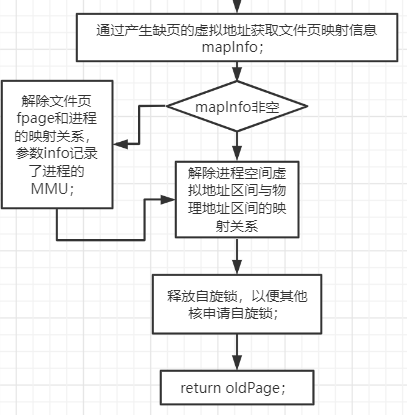 通过产生缺页的虚拟地址获取文件页映射信息
mapInfo；
mapInfo非空
解除文件页
fpage和进程
的映射关系，
参数info记录
了进程的
MMU；
解除进程空间虚
拟地址区间与物
理地址区间的映
射关系
释放自旋锁，以便其他
核申请自旋锁；
return oldPage；